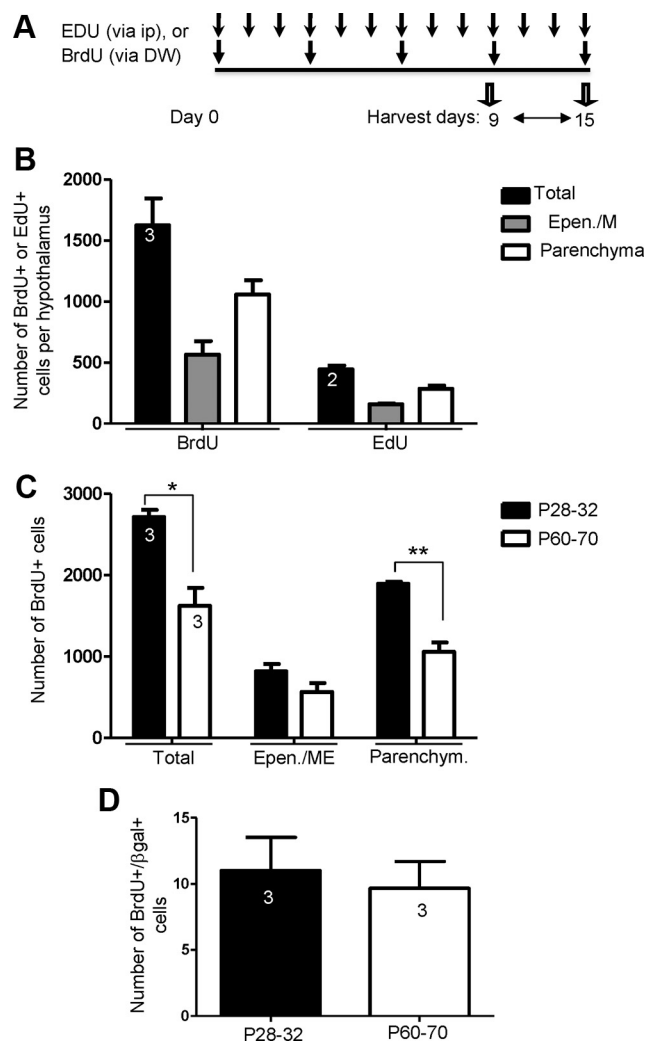 A
EDU (via ip), or
BrdU (via DW)
Day 0
Harvest days: 9 15
B
Number of BrdU+ or EdU+
cells per hypothalamus
2000
1500
1000
500
0
3
2
BrdU
EdU
Total
Epen./M
Parenchyma
C
Number of BrdU+ cells
3000
2000
1000
0
*
**
3
3
Total
Epen./ME
Parenchym.
P28-32
P60-70
D
Number of BrdU+/βgal+
cells
15
10
5
0
3
3
P28-32
P60-70